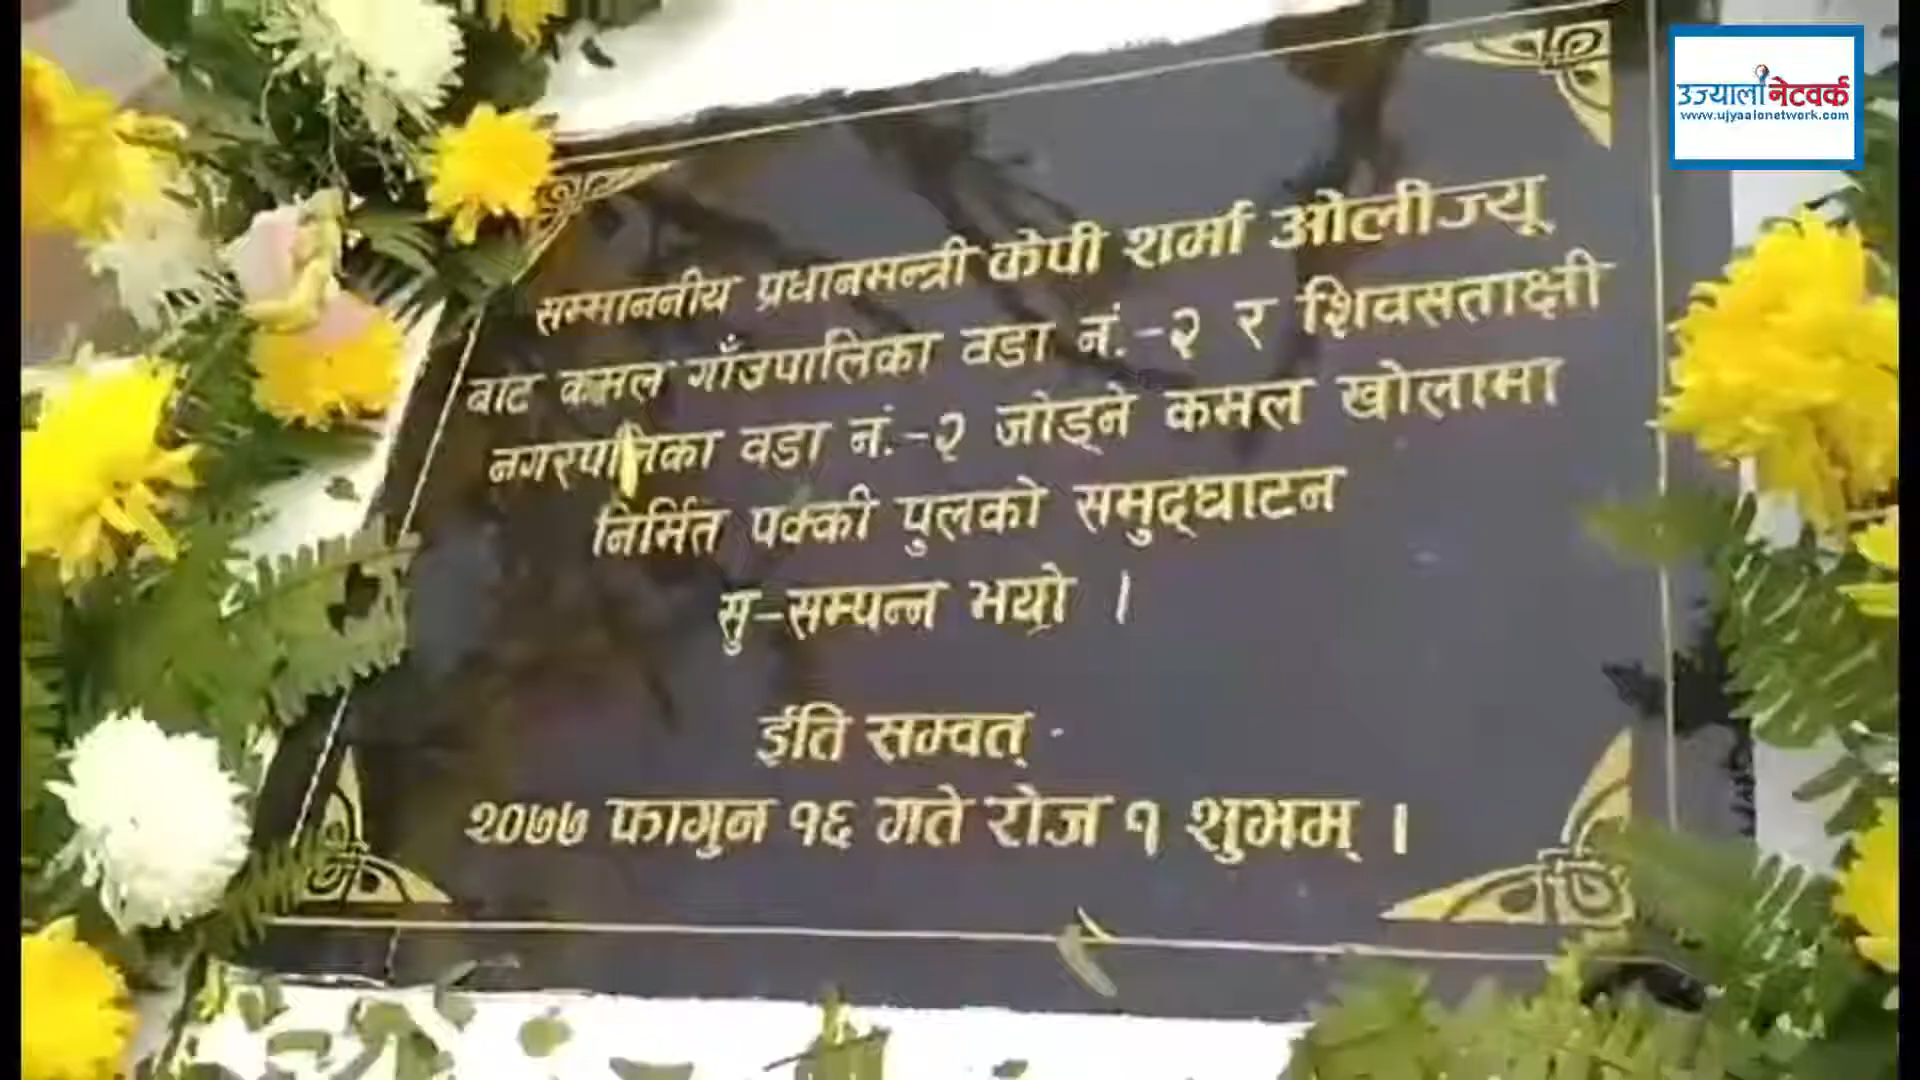 उज्यालो नेटवर्क
www.ujyaalonetwork.com
सम्माननीय प्रधानमन्त्री केपी शर्मा ओलीज्यू
बाट कमल गाँउपालिका वडा नं.-२ र शिवसताक्षी
नगरपालिका वडा नं.-२ जोड्ने कमल खोलामा
निर्मित पक्की पुलको समुद्घाटन
सु-सम्पन्न भयो ।
ईति सम्वत्
२०७७ फागुन १६ गते रोज १ शुभम् ।